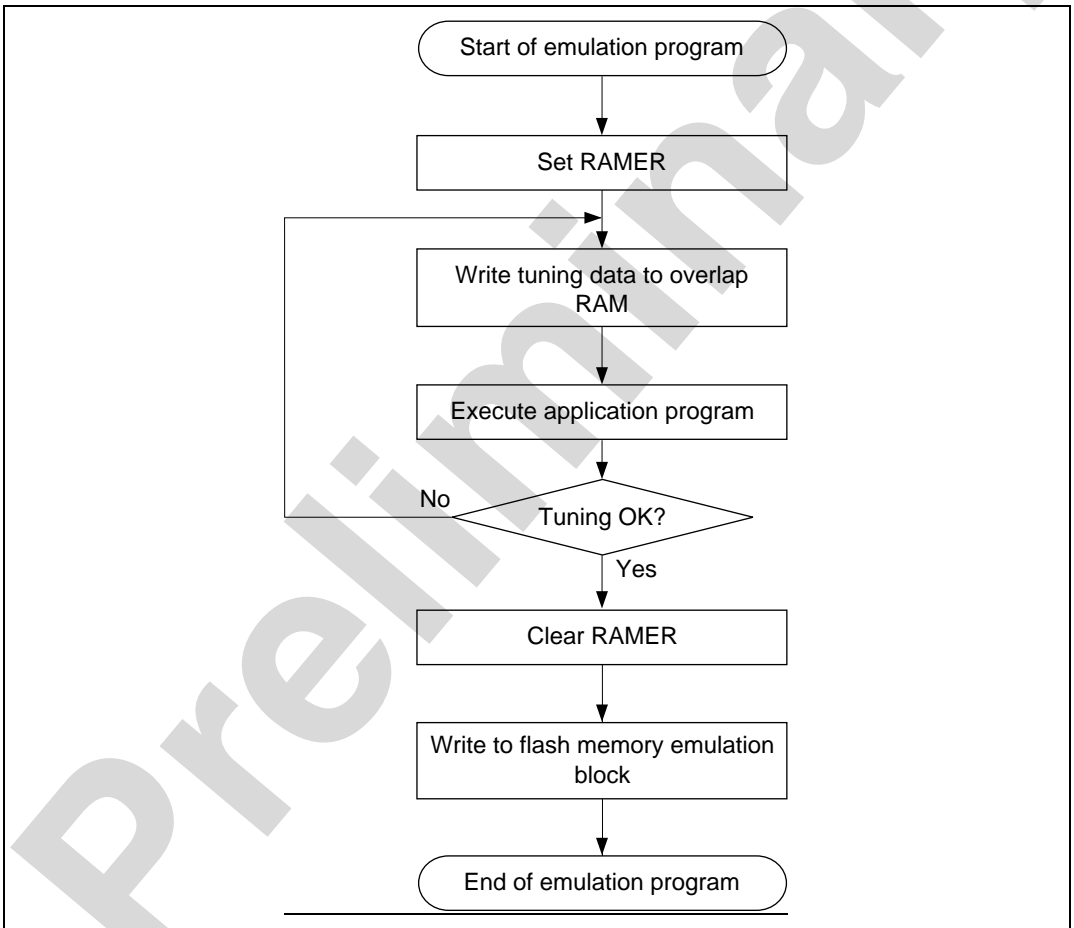 Start of emulation program
Set RAMER
Write tuning data to overlap
RAM
Execute application program
No
Tuning OK?
Yes
Clear RAMER
Write to flash memory emulation
block
End of emulation program
Preliminar